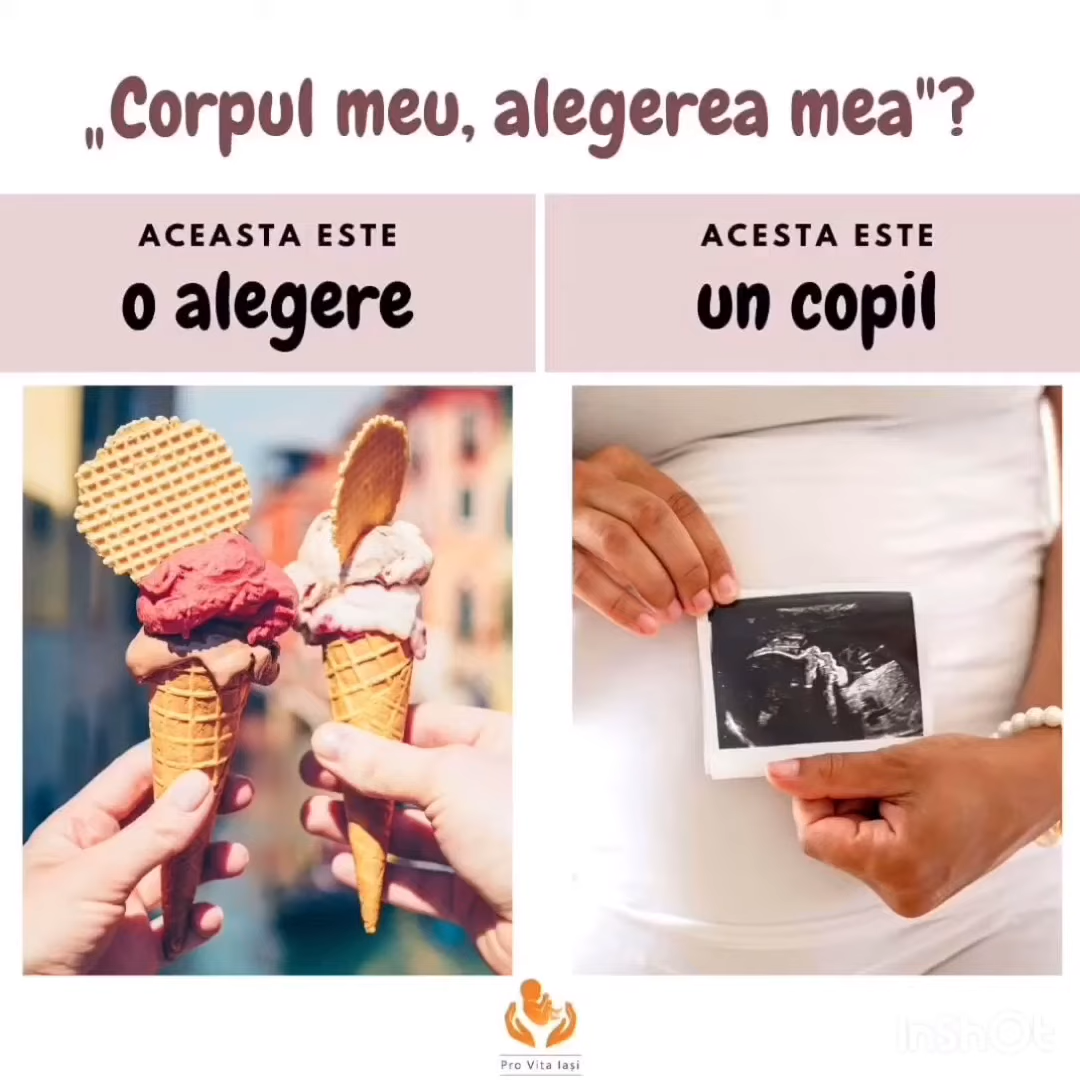 „Corpul meu, alegerea mea"?
ACEASTA ESTE
o alegere
ACESTA ESTE
un copil
Pro Vita Iași
InShOt